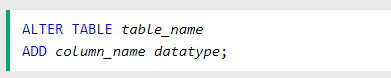 ALTER TABLE table_name
ADD column_name datatype;